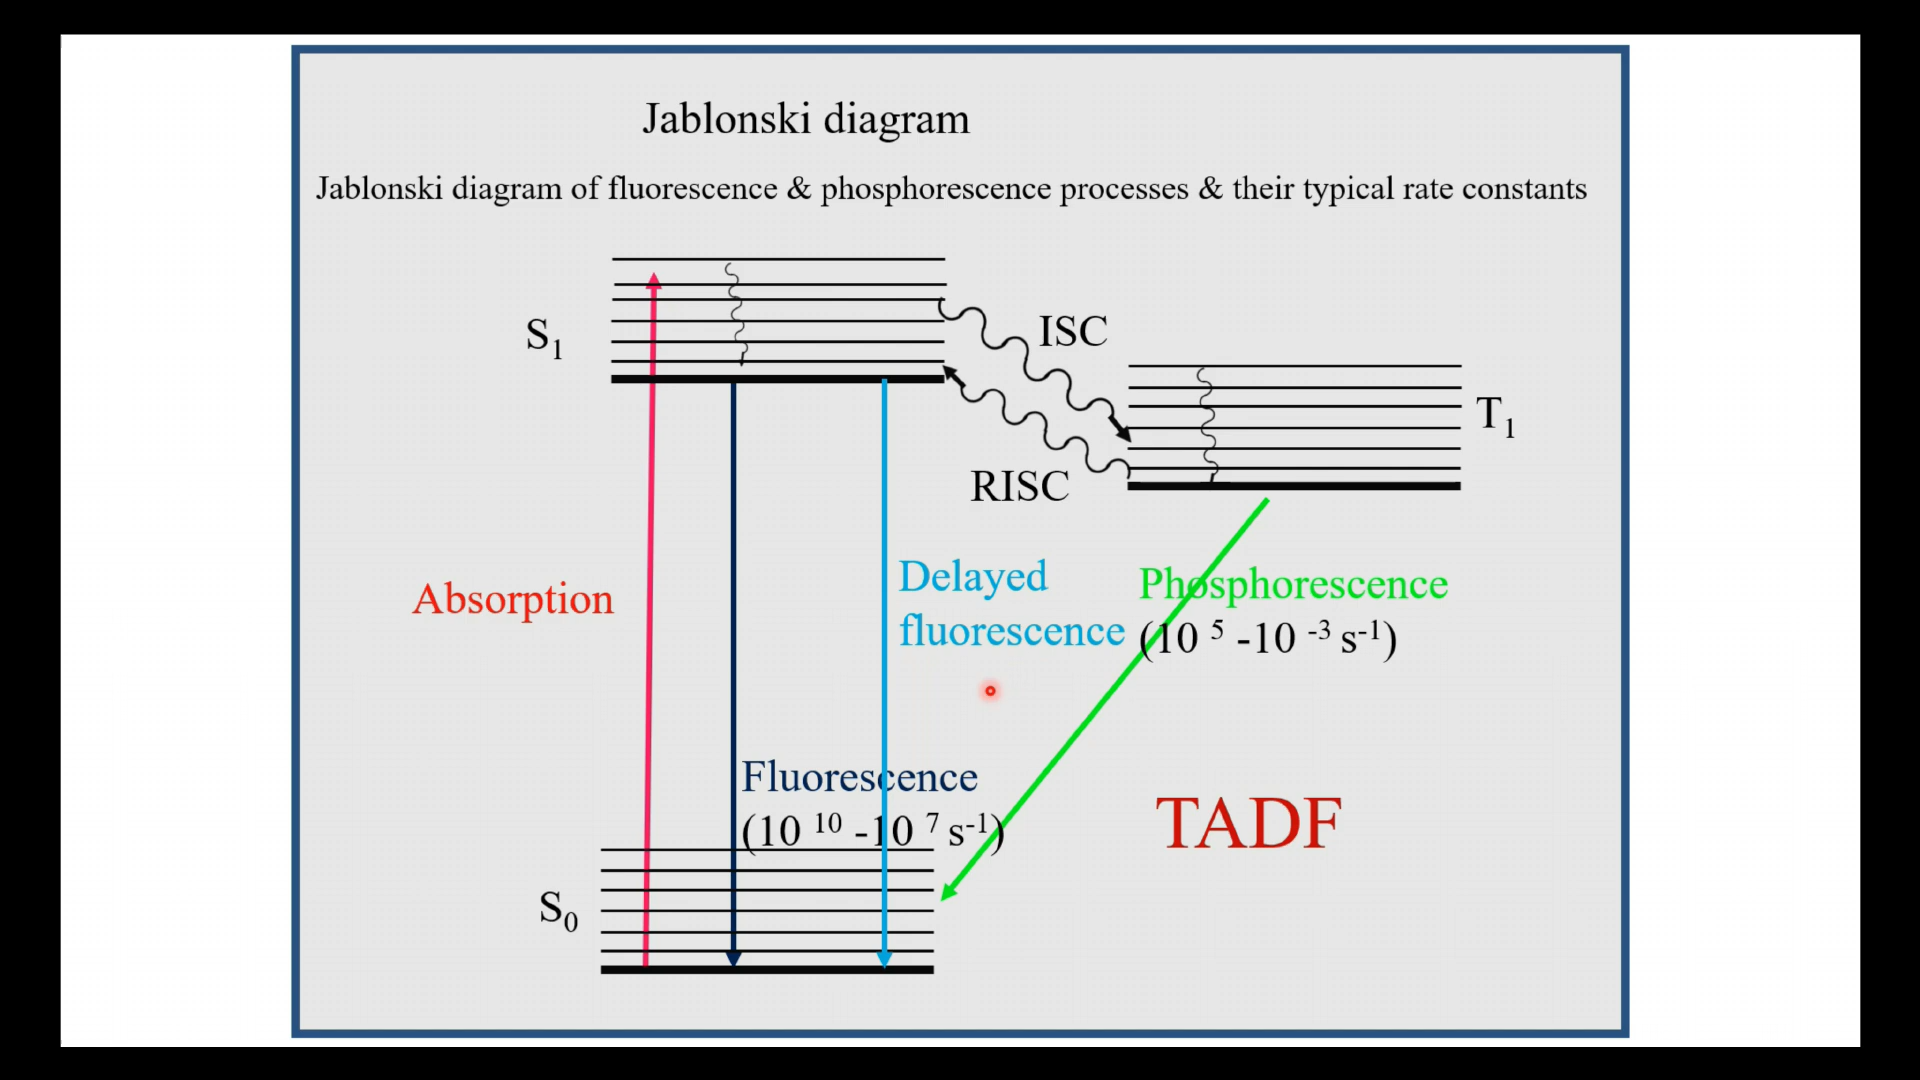 Jablonski diagram
Jablonski diagram of fluorescence & phosphorescence processes & their typical rate constants
S₁
ISC
T₁
RISC
Absorption
Delayed
fluorescence
Phosphorescence
(10 ⁵ -10 ⁻³ s⁻¹)
Fluorescence
(10 ¹⁰ -10 ⁷ s⁻¹)
TADF
S₀